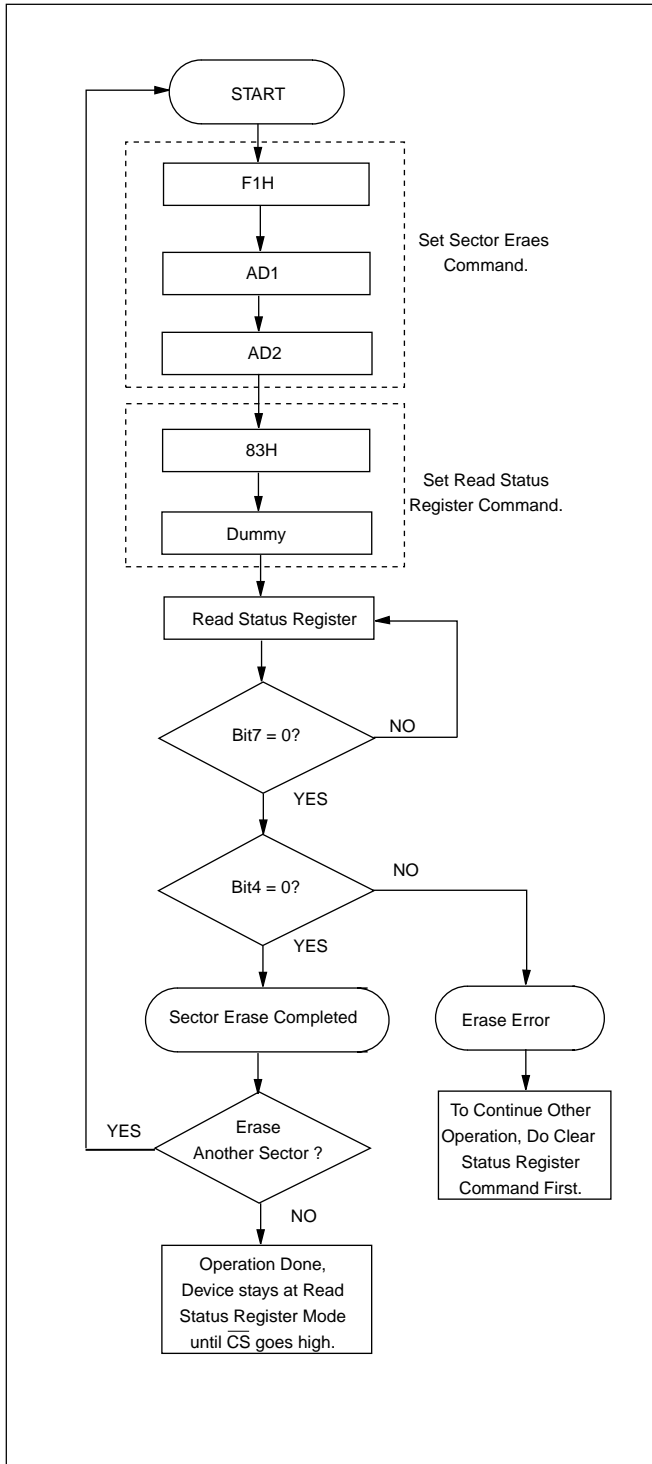 START
F1H
AD1
AD2
Set Sector Eraes
Command.
83H
Dummy
Set Read Status
Register Command.
Read Status Register
Bit7 = 0?
NO
YES
Bit4 = 0?
NO
YES
Sector Erase Completed
Erase Error
To Continue Other
Operation, Do Clear
Status Register
Command First.
YES
Erase
Another Sector ?
NO
Operation Done,
Device stays at Read
Status Register Mode
until C̅S̅ goes high.